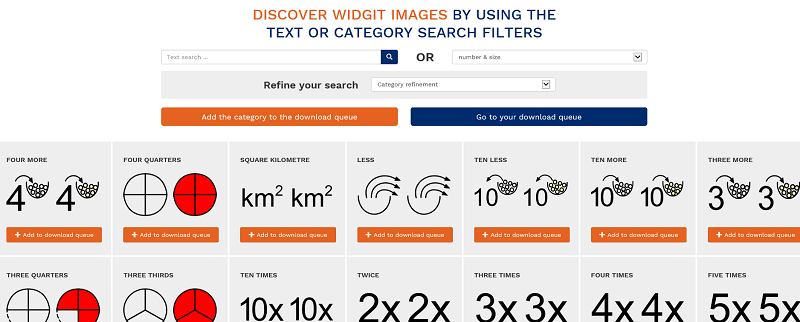 DISCOVER WIDGIT IMAGES BY USING THE
TEXT OR CATEGORY SEARCH FILTERS
Text search ...
OR
number & size
Refine your search
Category refinement
Add the category to the download queue
Go to your download queue
FOUR MORE
4 4
Add to download queue
FOUR QUARTERS
Add to download queue
SQUARE KILOMETRE
km² km²
Add to download queue
LESS
Add to download queue
TEN LESS
10 10
Add to download queue
TEN MORE
10 10
Add to download queue
THREE MORE
3 3
Add to download queue
THREE QUARTERS
THREE THIRDS
TEN TIMES
10x 10x
TWICE
2x 2x
THREE TIMES
3x 3x
FOUR TIMES
4x 4x
FIVE TIMES
5x 5x